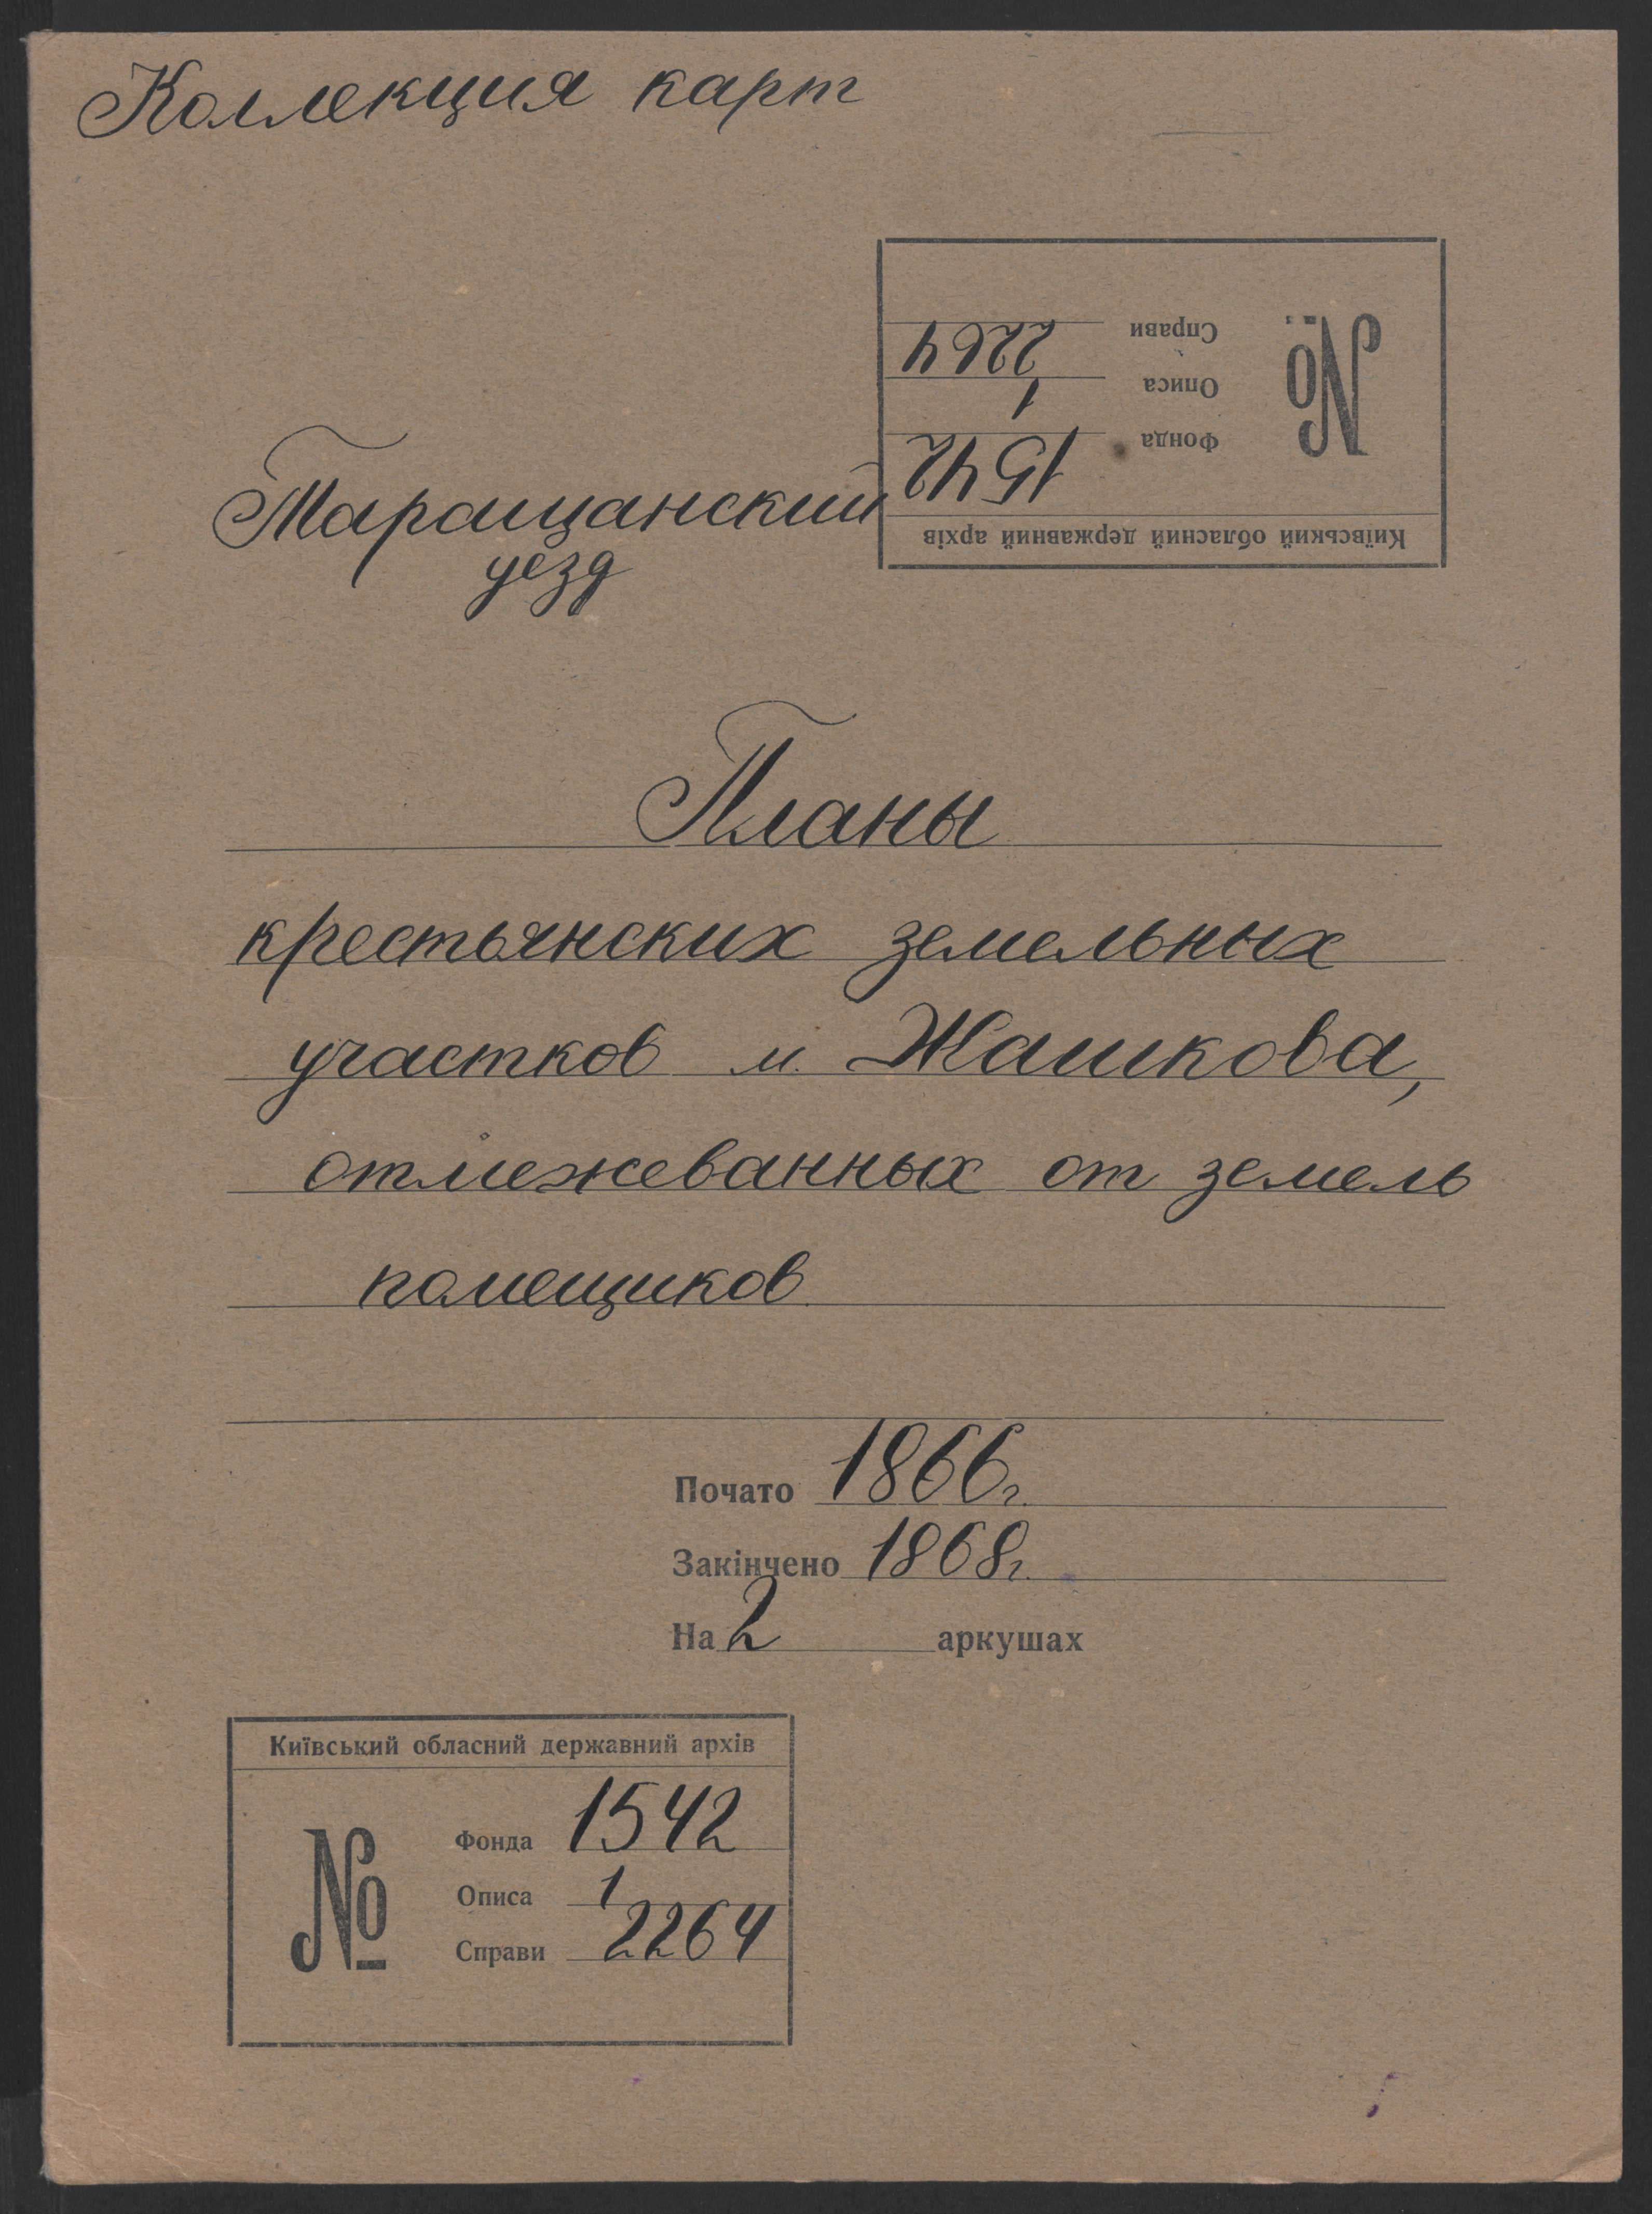 Коллекция карт
Київський обласний державний архів
№
Фонда 1542
Описа 1
Справи 2264
Таращанский
уезд
Планы
крестьянских земельных
участков м. Жашкова,
отмежеванных от земель
помещиков
Почато 1866г.
Закінчено 1868г.
На 2 аркушах
Київський обласний державний архів
№
Фонда 1542
Описа 1
Справи 2264